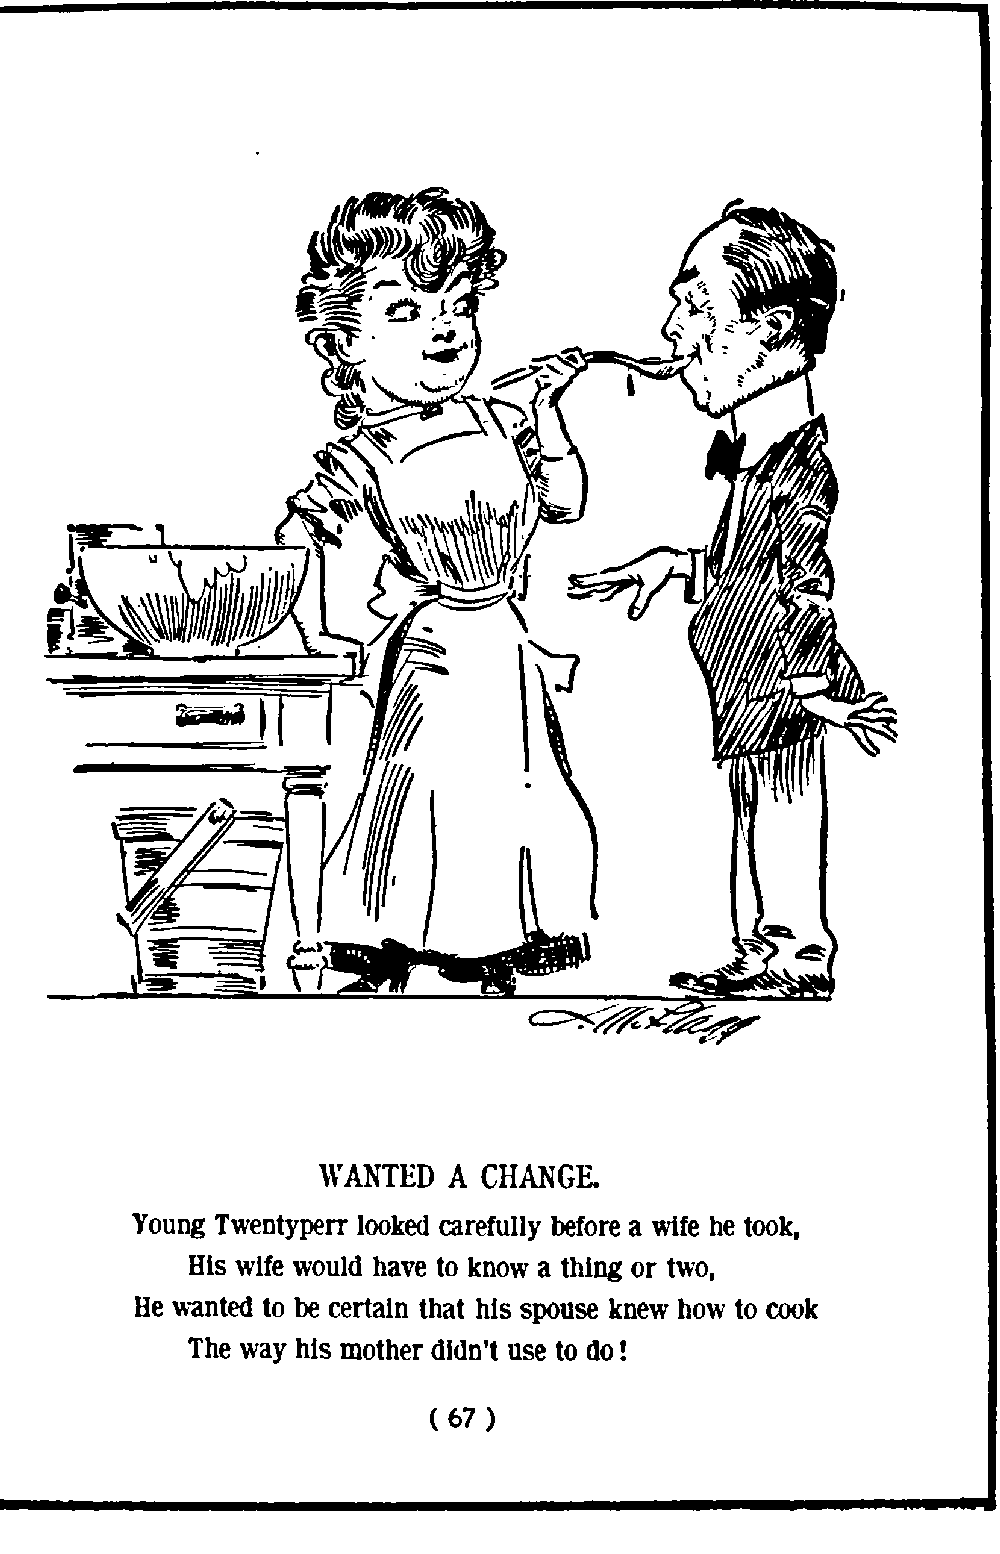 J. M. Flagg
WANTED A CHANGE.
Young Twentyperr looked carefully before a wife he took,
His wife would have to know a thing or two,
He wanted to be certain that his spouse knew how to cook
The way his mother didn't use to do!
( 67 )